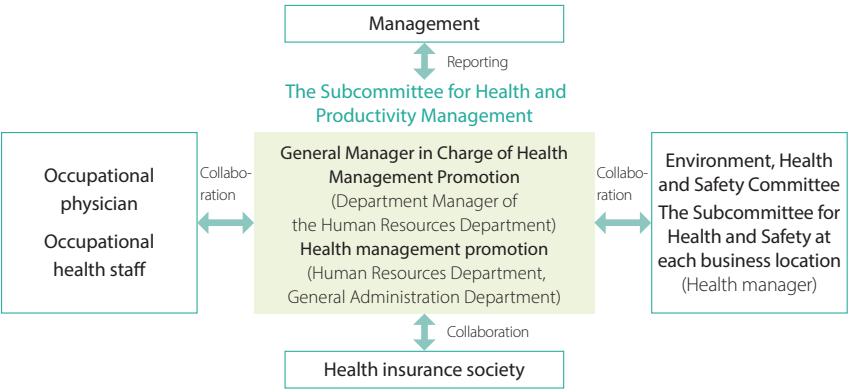 Management
Reporting
The Subcommittee for Health and
Productivity Management
Occupational
physician
Occupational
health staff
Collabo-
ration
General Manager in Charge of Health
Management Promotion
(Department Manager of
the Human Resources Department)
Health management promotion
(Human Resources Department,
General Administration Department)
Collabo-
ration
Environment, Health
and Safety Committee
The Subcommittee for
Health and Safety at
each business location
(Health manager)
Collaboration
Health insurance society